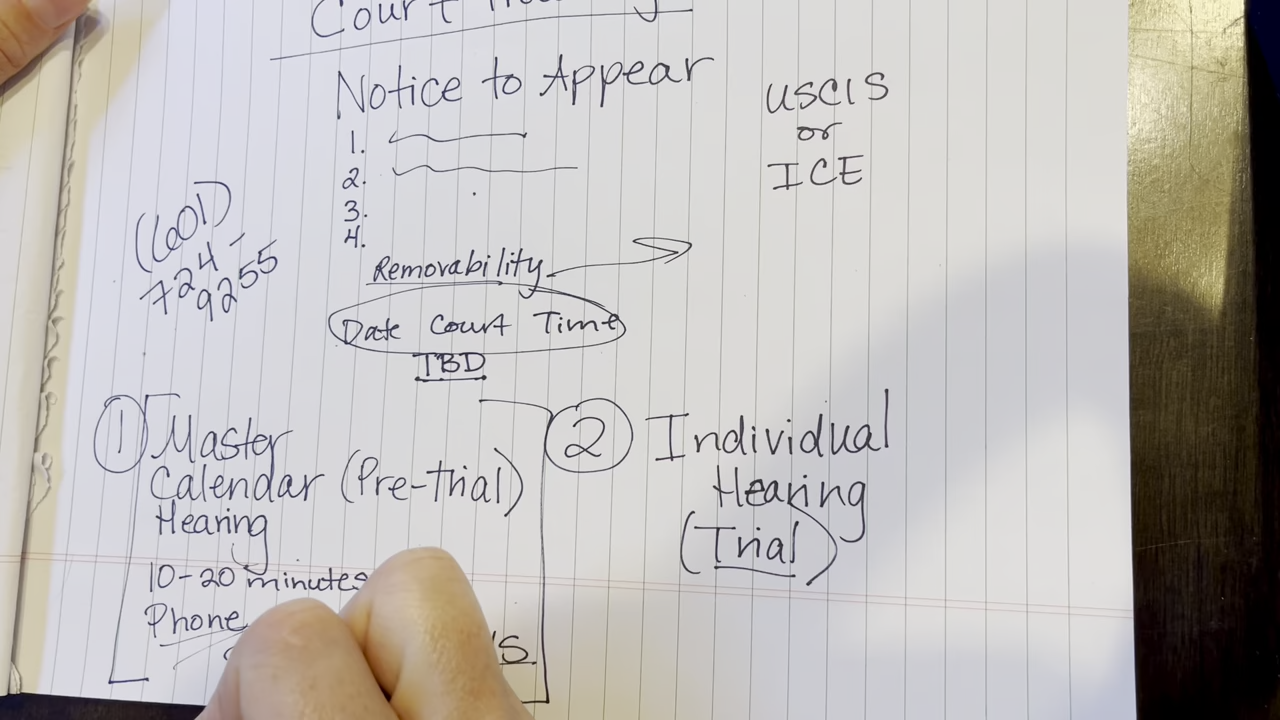 Court
Notice to Appear
1.
2.
3.
4.
USCIS
or
ICE
(601)
724-
9255
Removability
Date Court Time
TBD
1 Master
Calendar (Pre-trial)
Hearing
10-20 minutes
Phone
2 Individual
Hearing
(Trial)